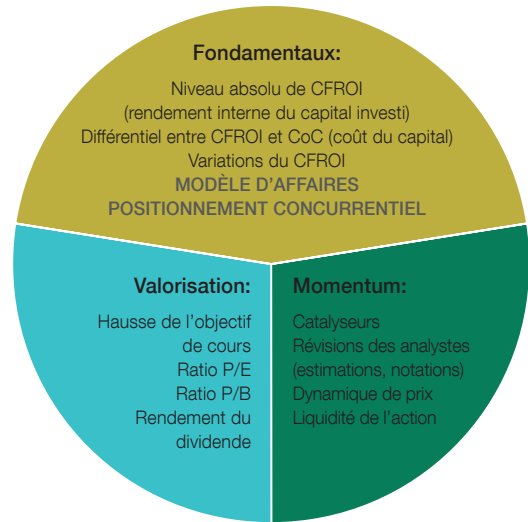 Fondamentaux:
Niveau absolu de CFROI
(rendement interne du capital investi)
Différentiel entre CFROI et CoC (coût du capital)
Variations du CFROI
MODÈLE D'AFFAIRES
POSITIONNEMENT CONCURRENTIEL
Valorisation:
Hausse de l'objectif
de cours
Ratio P/E
Ratio P/B
Rendement du
dividende
Momentum:
Catalyseurs
Révisions des analystes
(estimations, notations)
Dynamique de prix
Liquidité de l'action